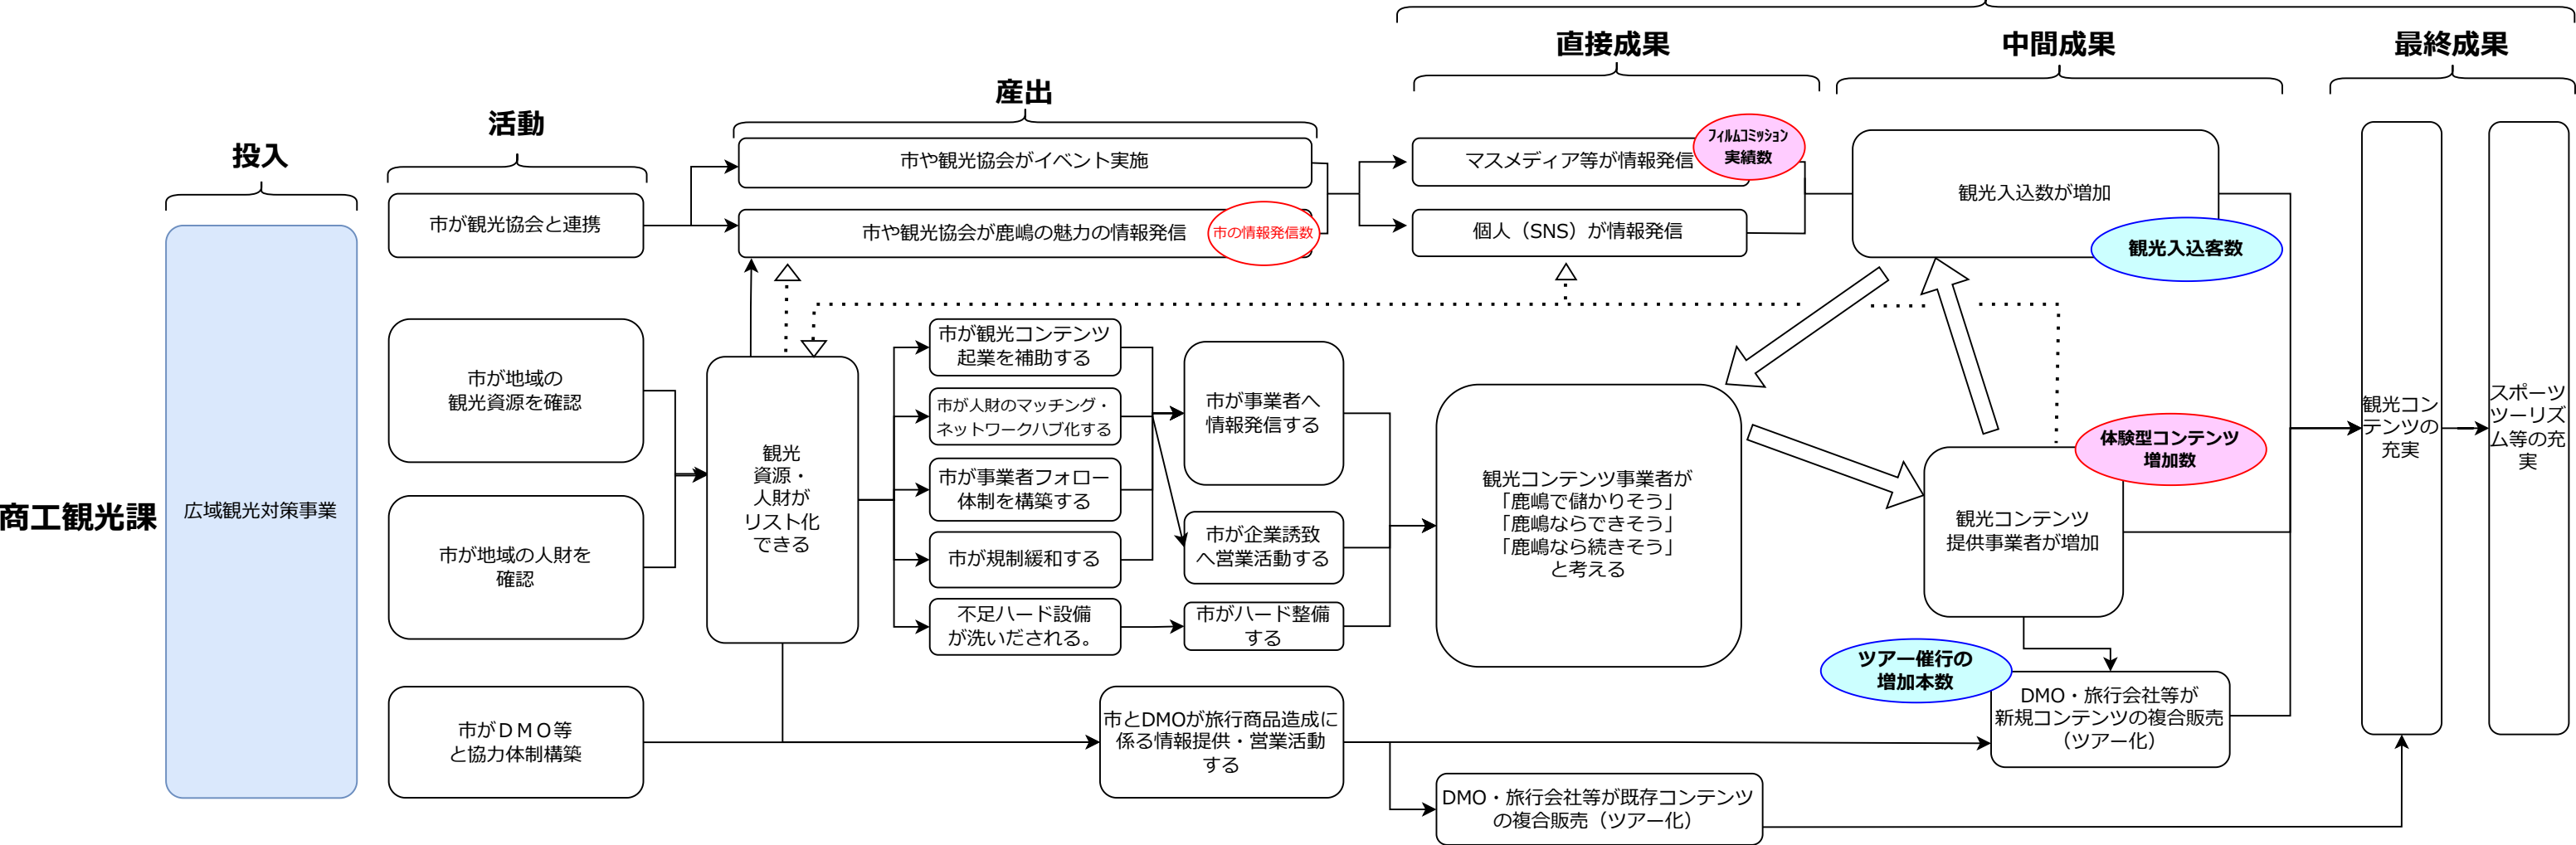 直接成果
中間成果
最終成果
産出
活動
投入
商工観光課
広域観光対策事業
市が観光協会と連携
市が地域の
観光資源を確認
市が地域の人財を
確認
市がＤＭＯ等
と協力体制構築
市や観光協会がイベント実施
市や観光協会が鹿嶋の魅力の情報発信
市の情報発信数
観光
資源・
人財が
リスト化
できる
市が観光コンテンツ
起業を補助する
市が人財のマッチング・
ネットワークハブ化する
市が事業者フォロー
体制を構築する
市が規制緩和する
不足ハード設備
が洗いだされる。
市が事業者へ
情報発信する
市が企業誘致
へ営業活動する
市がハード整備
する
市とDMOが旅行商品造成に
係る情報提供・営業活動
する
マスメディア等が情報発信
ﾌｨﾙﾑｺﾐｯｼｮﾝ
実績数
個人（SNS）が情報発信
観光コンテンツ事業者が
「鹿嶋で儲かりそう」
「鹿嶋ならできそう」
「鹿嶋なら続きそう」
と考える
DMO・旅行会社等が既存コンテンツ
の複合販売（ツアー化）
観光入込数が増加
観光入込客数
体験型コンテンツ
増加数
観光コンテンツ
提供事業者が増加
ツアー催行の
増加本数
DMO・旅行会社等が
新規コンテンツの複合販売
（ツアー化）
観光コン
テンツの
充実
スポーツ
ツーリズ
ム等の充
実